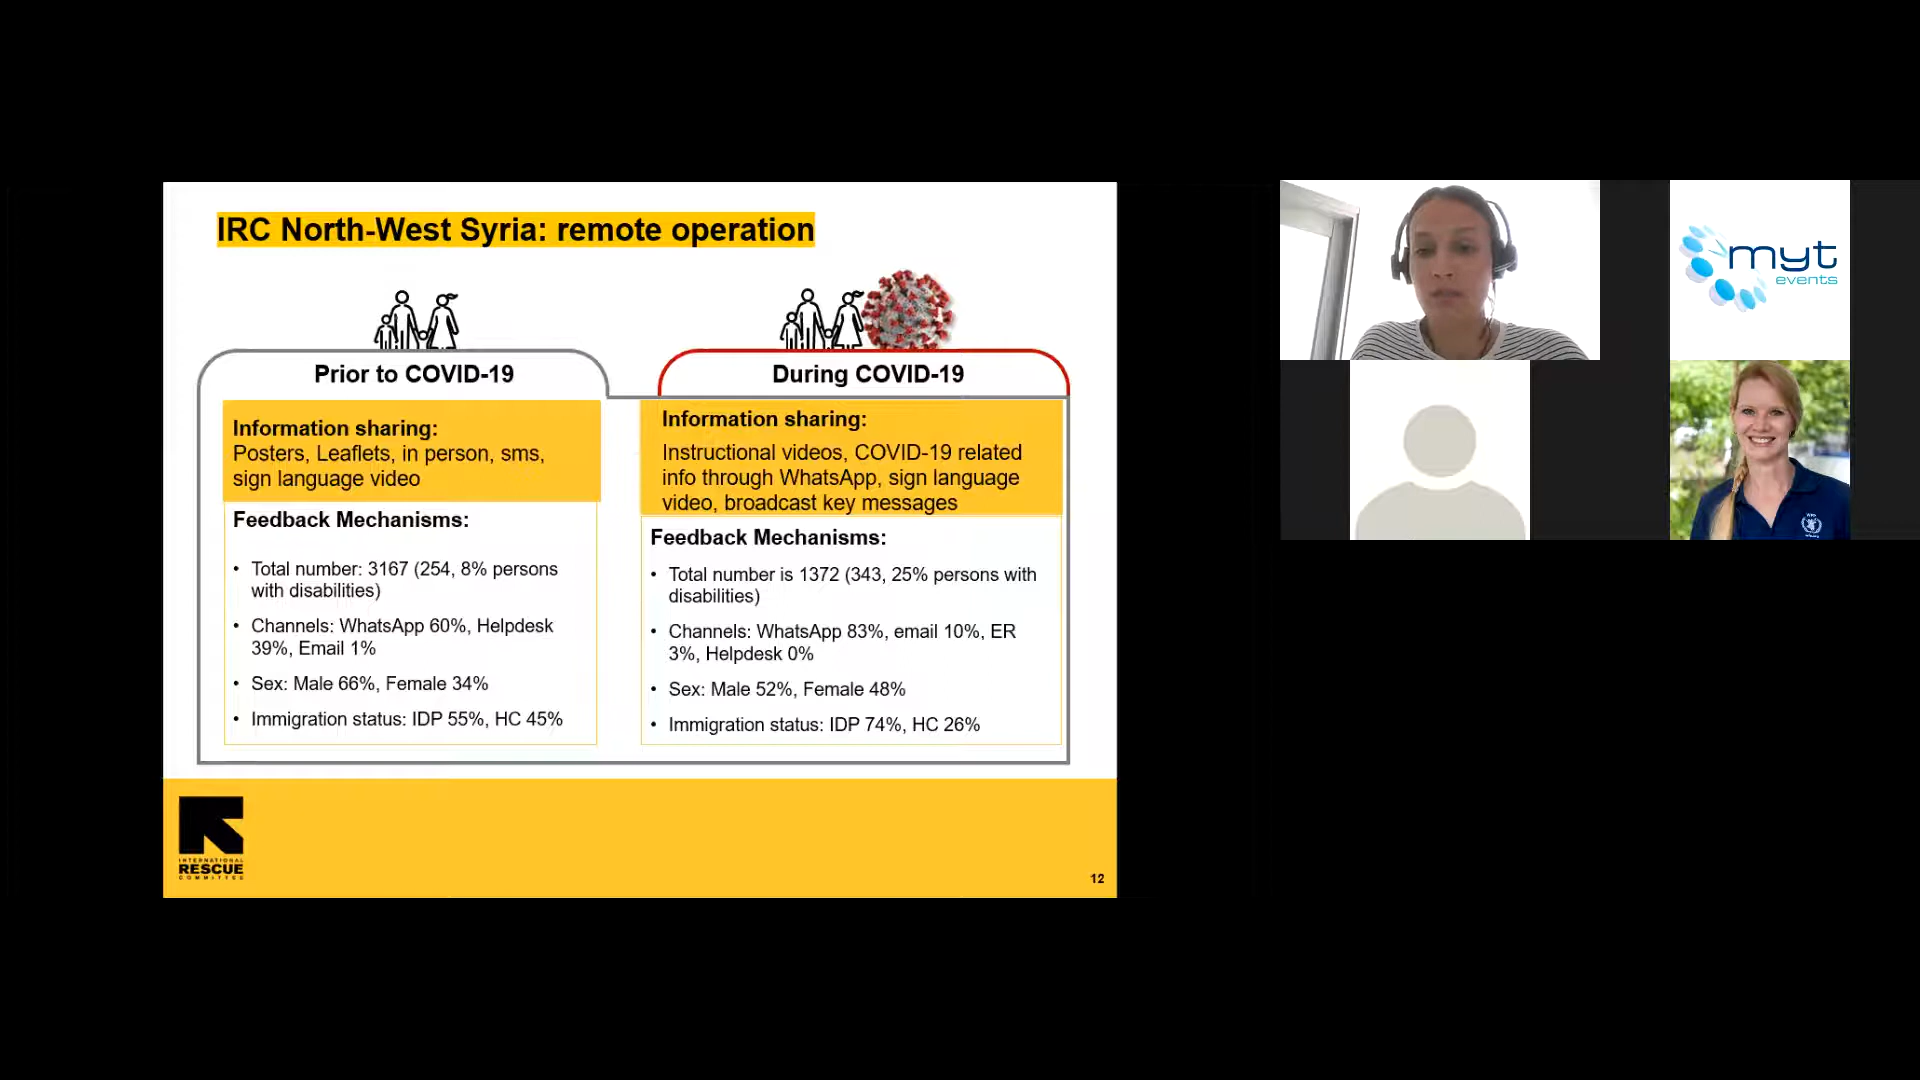 IRC North-West Syria: remote operation
Prior to COVID-19
Information sharing:
Posters, Leaflets, in person, sms,
sign language video
Feedback Mechanisms:
• Total number: 3167 (254, 8% persons
with disabilities)
• Channels: WhatsApp 60%, Helpdesk
39%, Email 1%
• Sex: Male 66%, Female 34%
• Immigration status: IDP 55%, HC 45%
During COVID-19
Information sharing:
Instructional videos, COVID-19 related
info through WhatsApp, sign language
video, broadcast key messages
Feedback Mechanisms:
• Total number is 1372 (343, 25% persons with
disabilities)
• Channels: WhatsApp 83%, email 10%, ER
3%, Helpdesk 0%
• Sex: Male 52%, Female 48%
• Immigration status: IDP 74%, HC 26%
INTERNATIONAL
RESCUE
COMMITTEE
12
myt
events